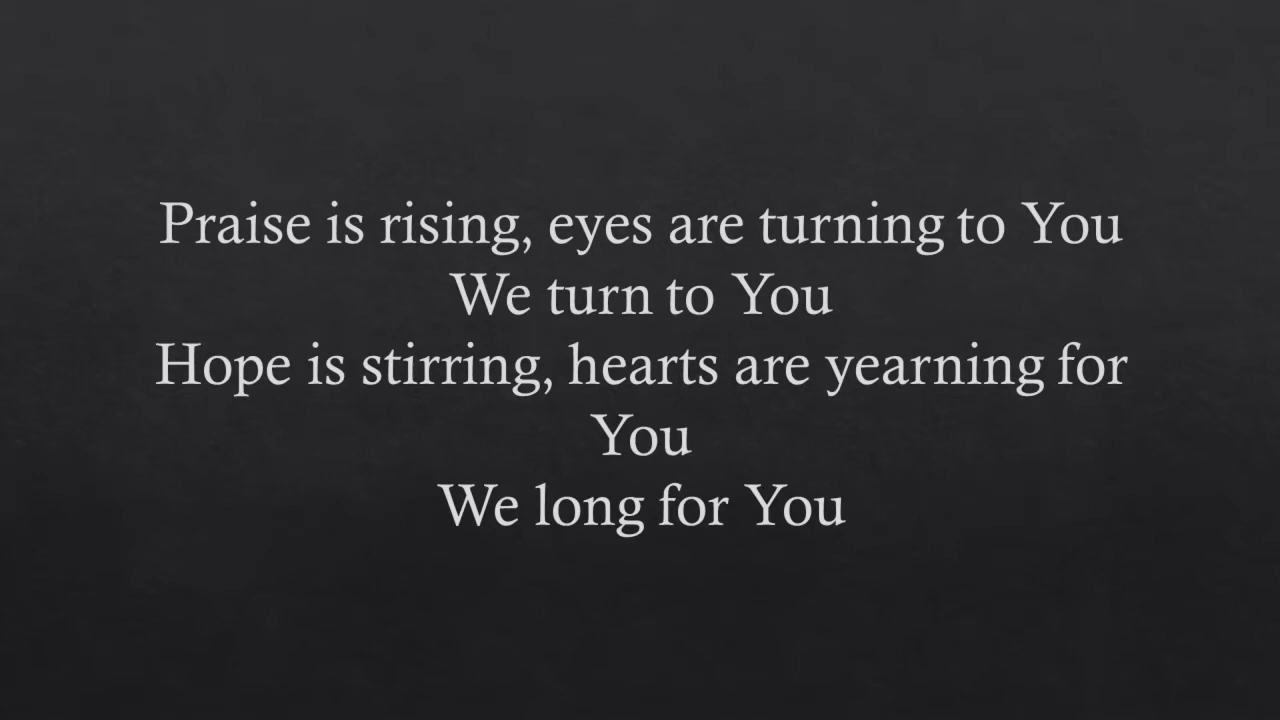 Praise is rising, eyes are turning to You
We turn to You
Hope is stirring, hearts are yearning for
You
We long for You